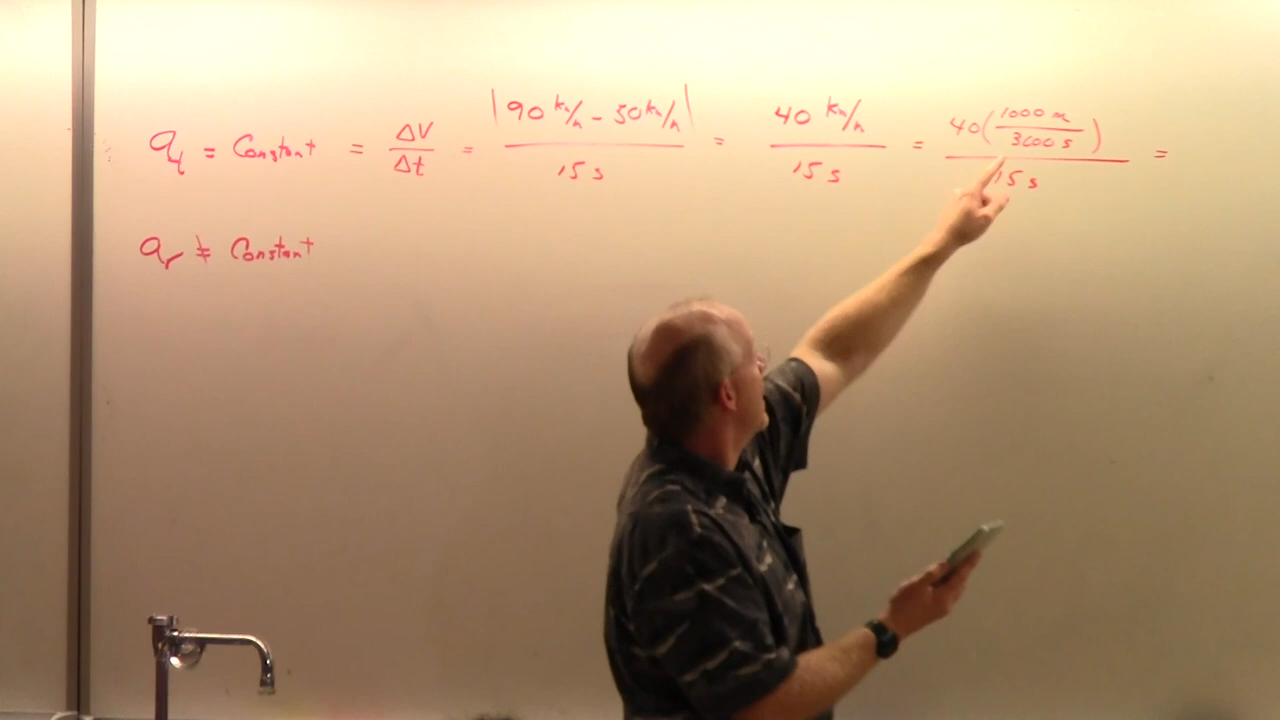 a_t = Constant = ΔV/Δt = |90 km/h - 50 km/h| / 15 s = 40 km/h / 15 s = 40(1000 m / 3600 s) / 15 s =
a_r ≠ Constant